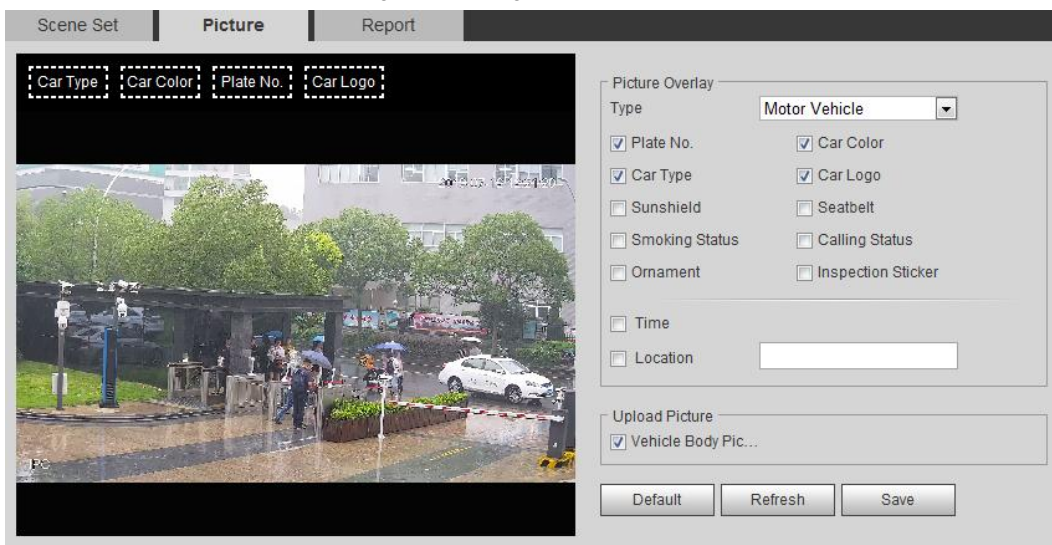 Scene Set Picture Report
Car Type Car Color Plate No. Car Logo
Picture Overlay
Type Motor Vehicle
Plate No. Car Color
Car Type Car Logo
Sunshield Seatbelt
Smoking Status Calling Status
Ornament Inspection Sticker
Time
Location
Upload Picture
Vehicle Body Pic...
IPC
Default Refresh Save